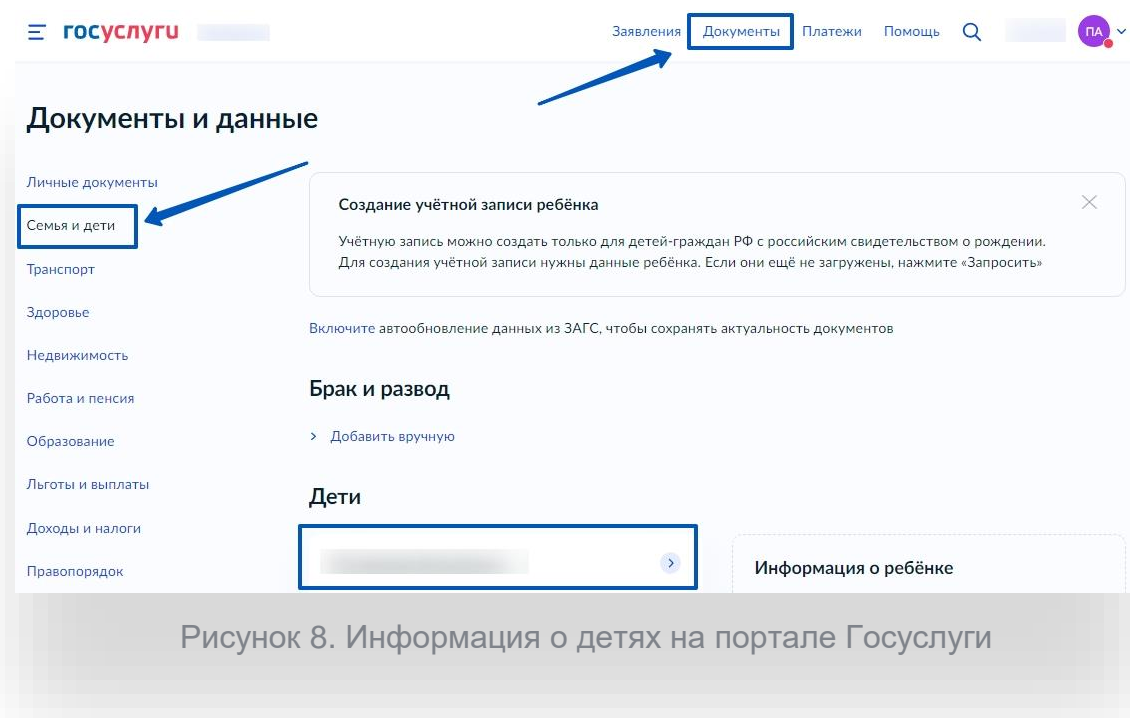 госуслуги
Заявления Документы Платежи Помощь ПА
Документы и данные
Личные документы
Семья и дети
Транспорт
Здоровье
Недвижимость
Работа и пенсия
Образование
Льготы и выплаты
Доходы и налоги
Правопорядок
Создание учётной записи ребёнка
Учётную запись можно создать только для детей-граждан РФ с российским свидетельством о рождении.
Для создания учётной записи нужны данные ребёнка. Если они ещё не загружены, нажмите «Запросить»
Включите автообновление данных из ЗАГС, чтобы сохранять актуальность документов
Брак и развод
Добавить вручную
Дети
Информация о ребёнке
Рисунок 8. Информация о детях на портале Госуслуги